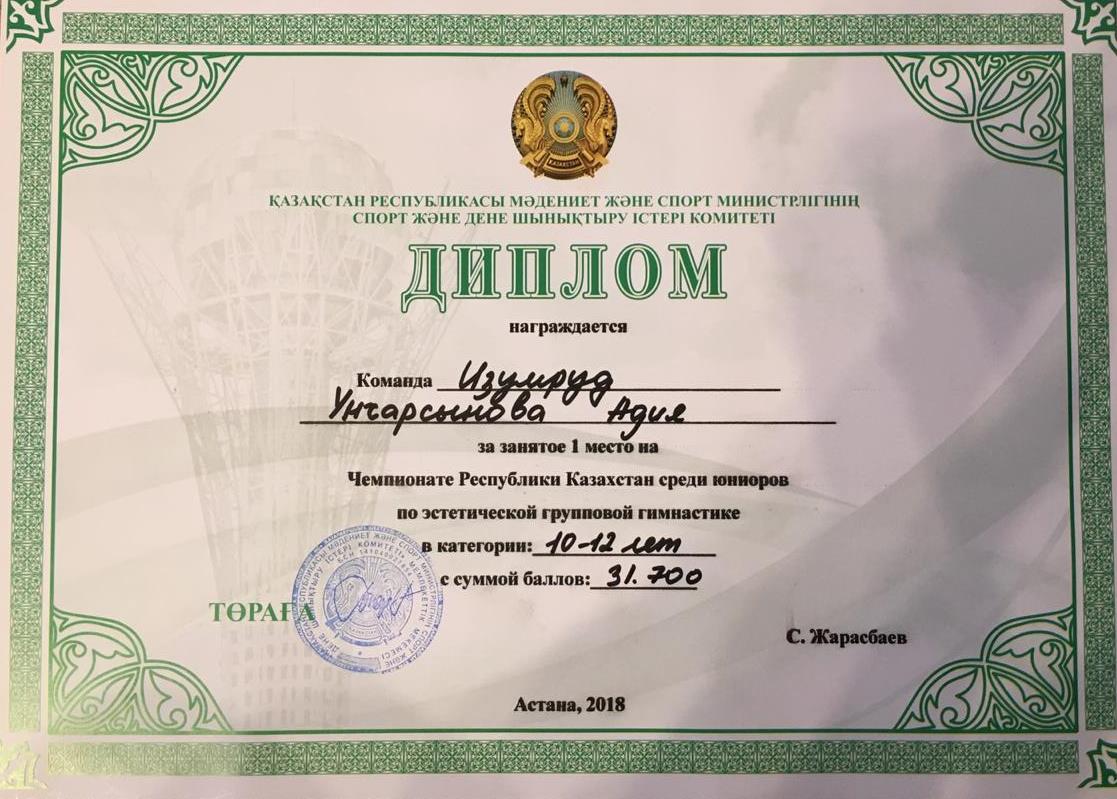 ҚАЗАҚСТАН
ҚАЗАҚСТАН РЕСПУБЛИКАСЫ МӘДЕНИЕТ ЖӘНЕ СПОРТ МИНИСТРЛІГІНІҢ
СПОРТ ЖӘНЕ ДЕНЕ ШЫНЫҚТЫРУ ІСТЕРІ КОМИТЕТІ
ДИПЛОМ
награждается
Команда Изумруд
Унчарсынова Адия
за занятое 1 место на
Чемпионате Республики Казахстан среди юниоров
по эстетической групповой гимнастике
в категории: 10-12 лет
с суммой баллов: 31.700
ТӨРАҒА
С. Жарасбаев
Астана, 2018